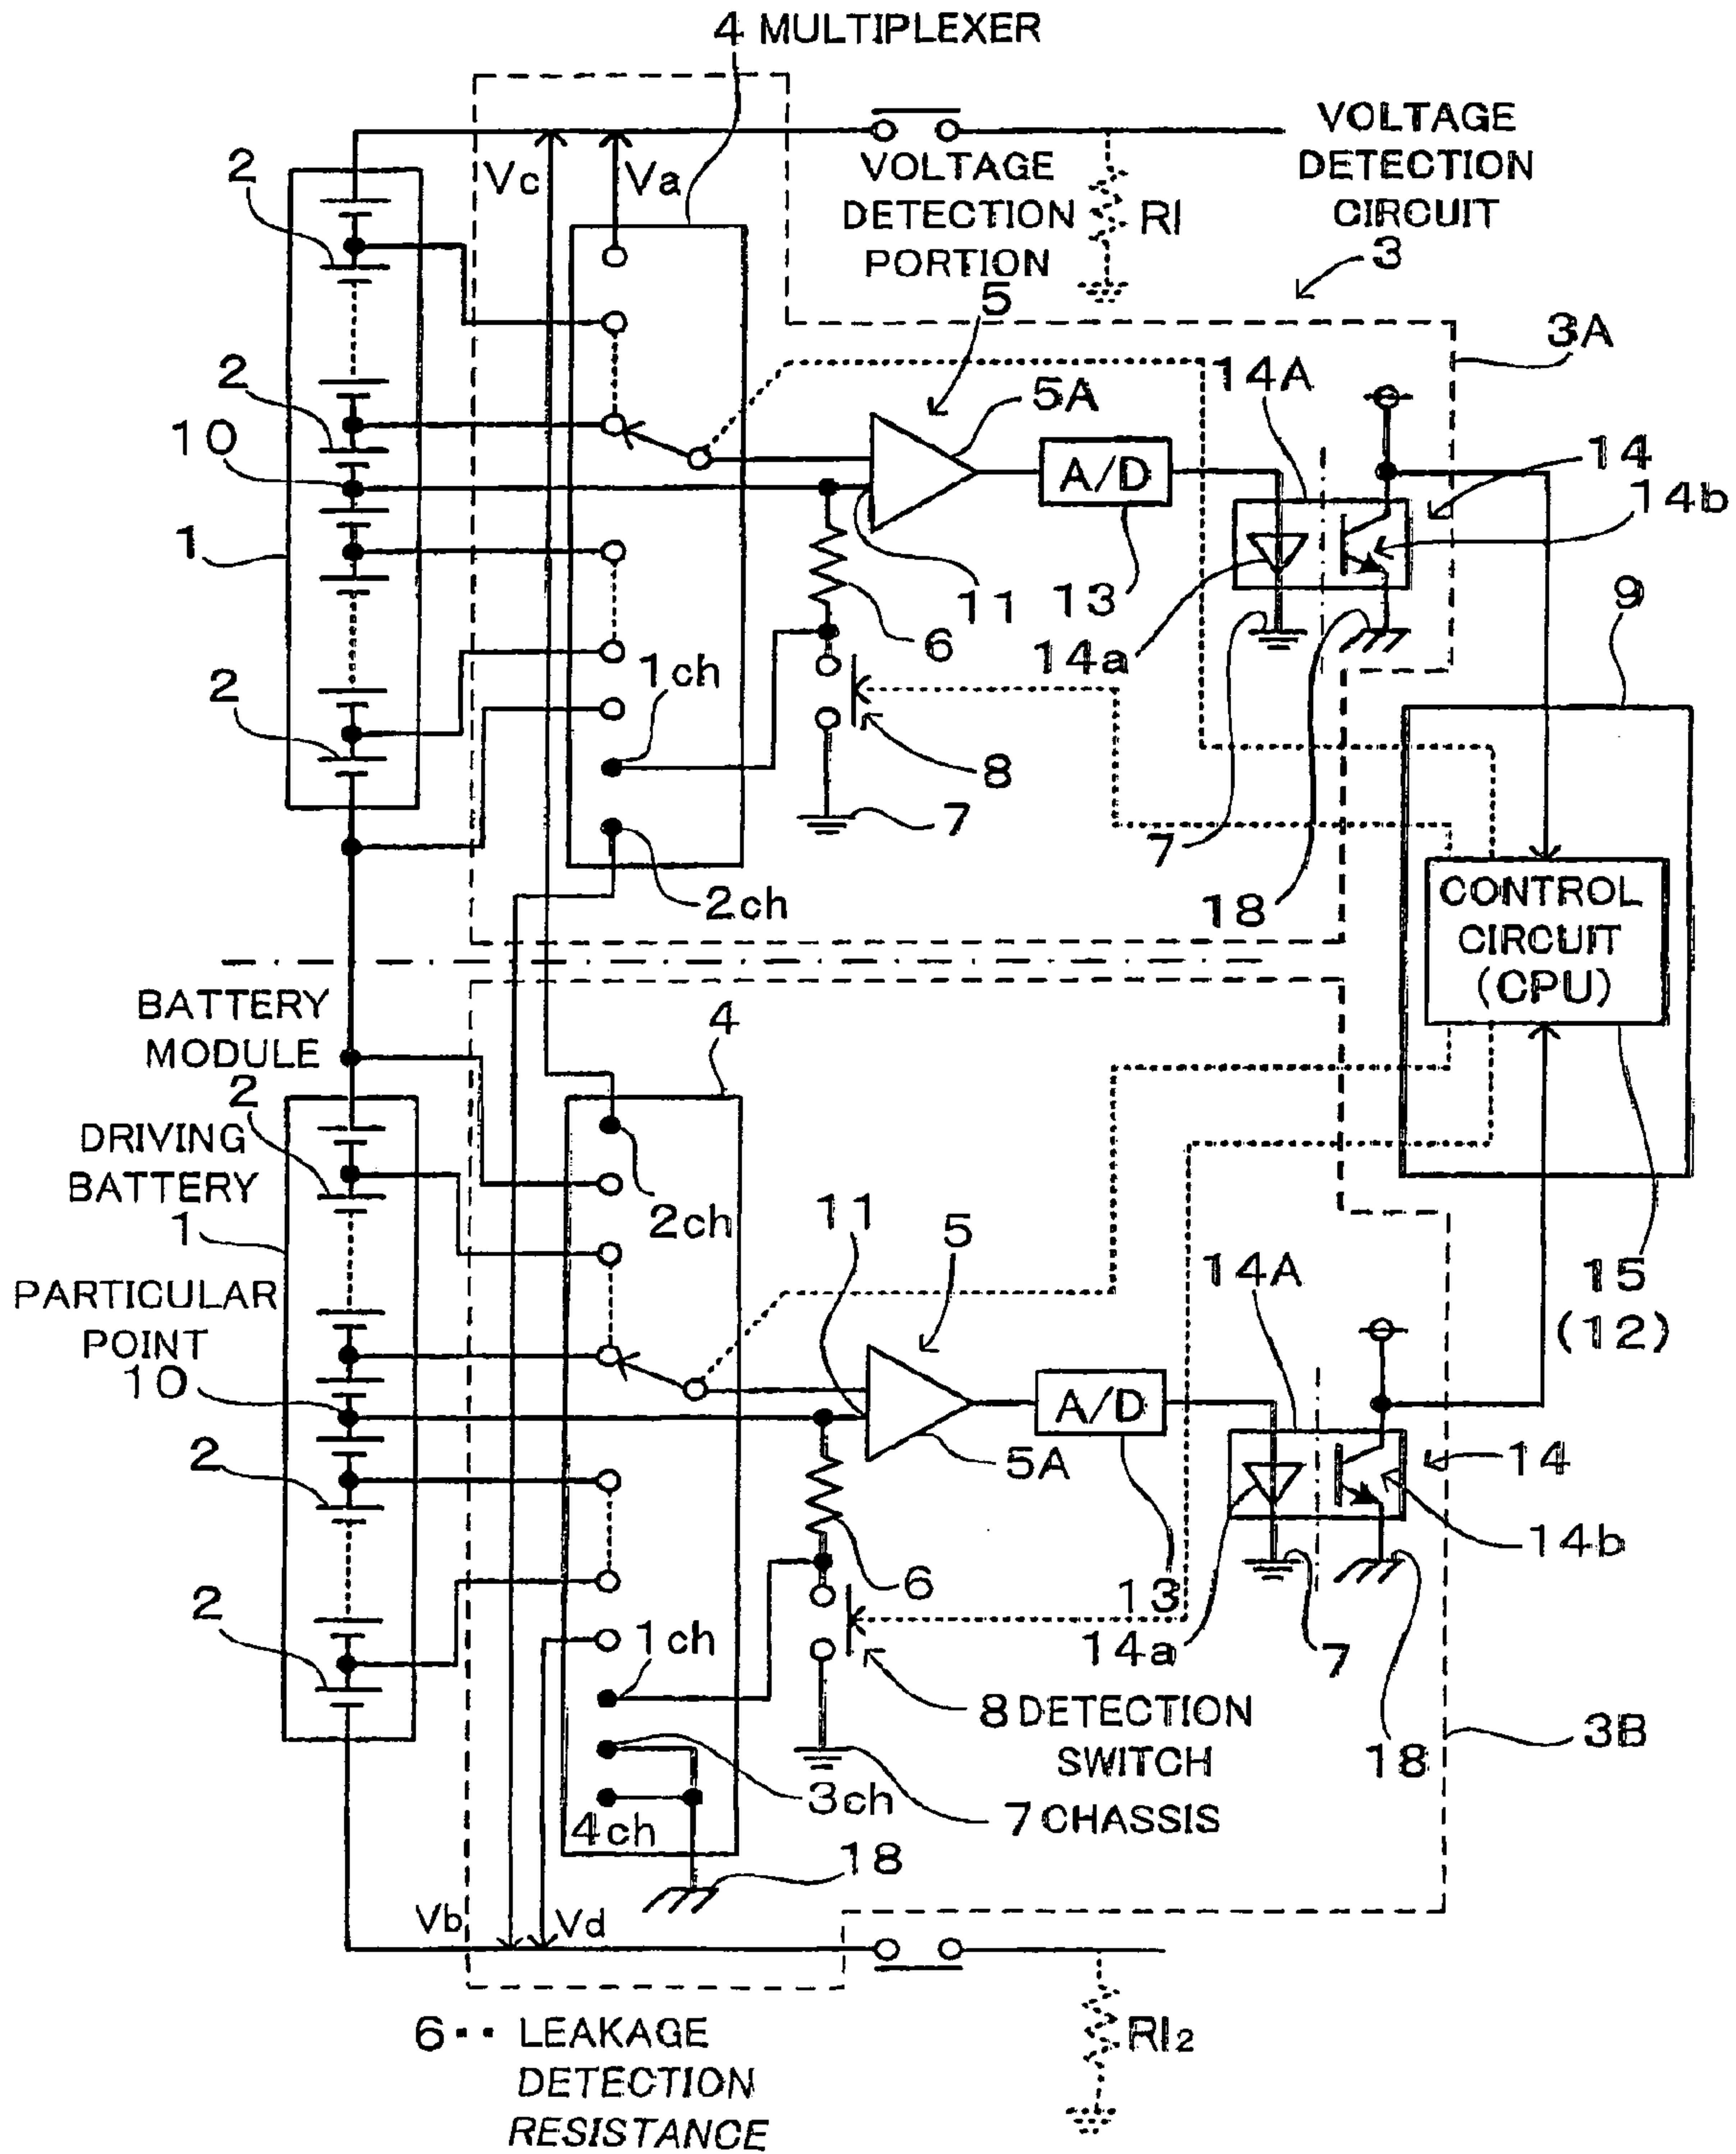 4 MULTIPLEXER
VOLTAGE
DETECTION
CIRCUIT
3
Vc
Va
VOLTAGE
DETECTION
PORTION
Rl
2
2
5
3A
14A
2
5A
10
A/D
14
14b
1
11
13
9
6
14a
2
1ch
8
7
7
18
2ch
CONTROL
CIRCUIT
(CPU)
BATTERY
MODULE
4
2
DRIVING
BATTERY
2ch
11
5
1
14A
15
(12)
PARTICULAR
POINT
10
A/D
5A
14
2
14b
6
13
2
1ch
14a
7
8 DETECTION
SWITCH
18
3B
3ch
4ch
7 CHASSIS
18
Vb
Vd
6·· LEAKAGE
DETECTION
RESISTANCE
Rl2